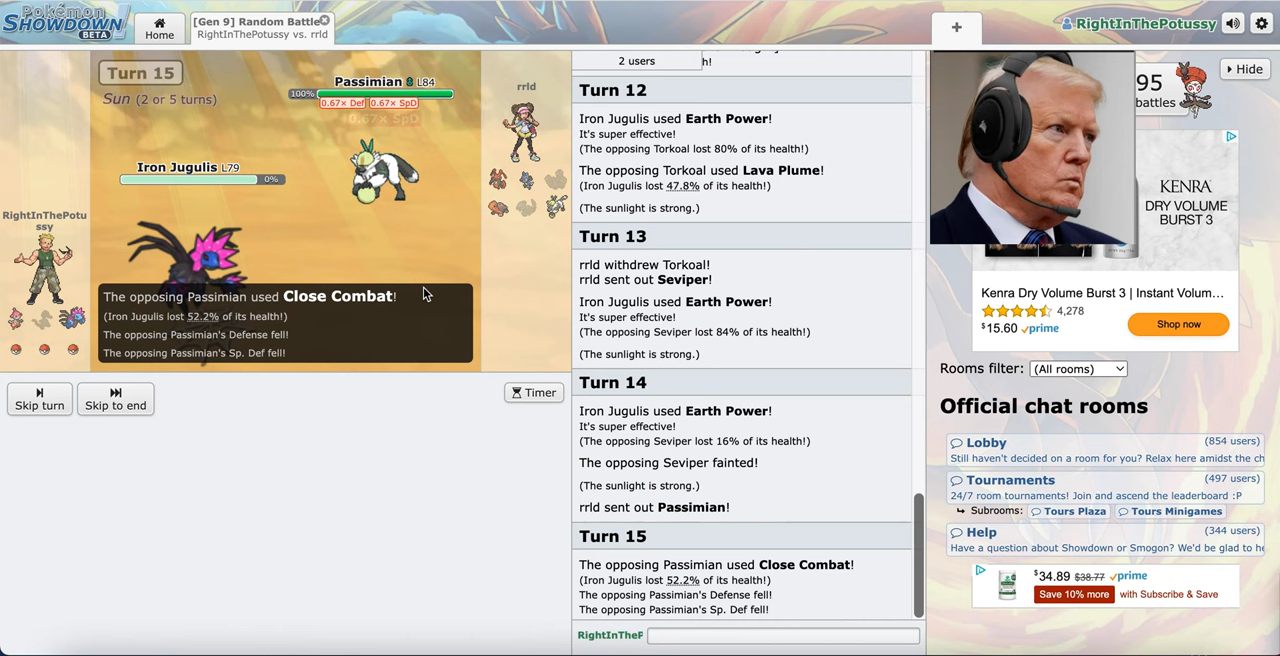 Pokémon
SHOWDOWN!
BETA
Home
[Gen 9] Random Battle
RightInThePotussy vs. rrld
+
RightInThePotussy
Turn 15
Sun (2 or 5 turns)
Passimian L84
100%
0.67× Def 0.67× SpD
0.67× SpD
Iron Jugulis L79
0%
rrld
RightInThePotu
ssy
The opposing Passimian used Close Combat!
(Iron Jugulis lost 52.2% of its health!)
The opposing Passimian's Defense fell!
The opposing Passimian's Sp. Def fell!
Skip turn
Skip to end
Timer
2 users
h!
Turn 12
Iron Jugulis used Earth Power!
It's super effective!
(The opposing Torkoal lost 80% of its health!)
The opposing Torkoal used Lava Plume!
(Iron Jugulis lost 47.8% of its health!)
(The sunlight is strong.)
Turn 13
rrld withdrew Torkoal!
rrld sent out Seviper!
Iron Jugulis used Earth Power!
It's super effective!
(The opposing Seviper lost 84% of its health!)
(The sunlight is strong.)
Turn 14
Iron Jugulis used Earth Power!
It's super effective!
(The opposing Seviper lost 16% of its health!)
The opposing Seviper fainted!
(The sunlight is strong.)
rrld sent out Passimian!
Turn 15
The opposing Passimian used Close Combat!
(Iron Jugulis lost 52.2% of its health!)
The opposing Passimian's Defense fell!
The opposing Passimian's Sp. Def fell!
RightInTheP
95
battles
Hide
KENRA
DRY VOLUME
BURST 3
Kenra Dry Volume Burst 3 | Instant Volum...
4,278
$15.60 prime
Shop now
Rooms filter: (All rooms)
Official chat rooms
Lobby (854 users)
Still haven't decided on a room for you? Relax here amidst the ch
Tournaments (497 users)
24/7 room tournaments! Join and ascend the leaderboard :P
Subrooms: Tours Plaza Tours Minigames
Help (344 users)
Have a question about Showdown or Smogon? We'd be glad to he
$34.89 $38.77 prime
Save 10% more with Subscribe & Save